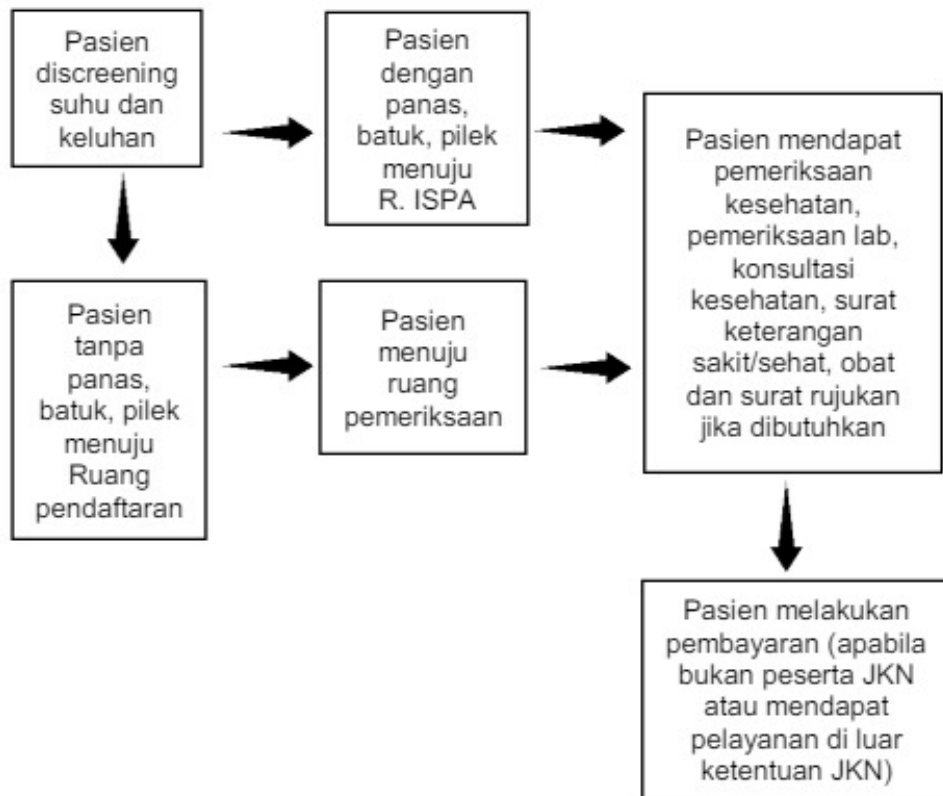 Pasien
discreening
suhu dan
keluhan
Pasien
dengan
panas,
batuk, pilek
menuju
R. ISPA
Pasien
tanpa
panas,
batuk, pilek
menuju
Ruang
pendaftaran
Pasien
menuju
ruang
pemeriksaan
Pasien mendapat
pemeriksaan
kesehatan,
pemeriksaan lab,
konsultasi
kesehatan, surat
keterangan
sakit/sehat, obat
dan surat rujukan
jika dibutuhkan
Pasien melakukan
pembayaran (apabila
bukan peserta JKN
atau mendapat
pelayanan di luar
ketentuan JKN)